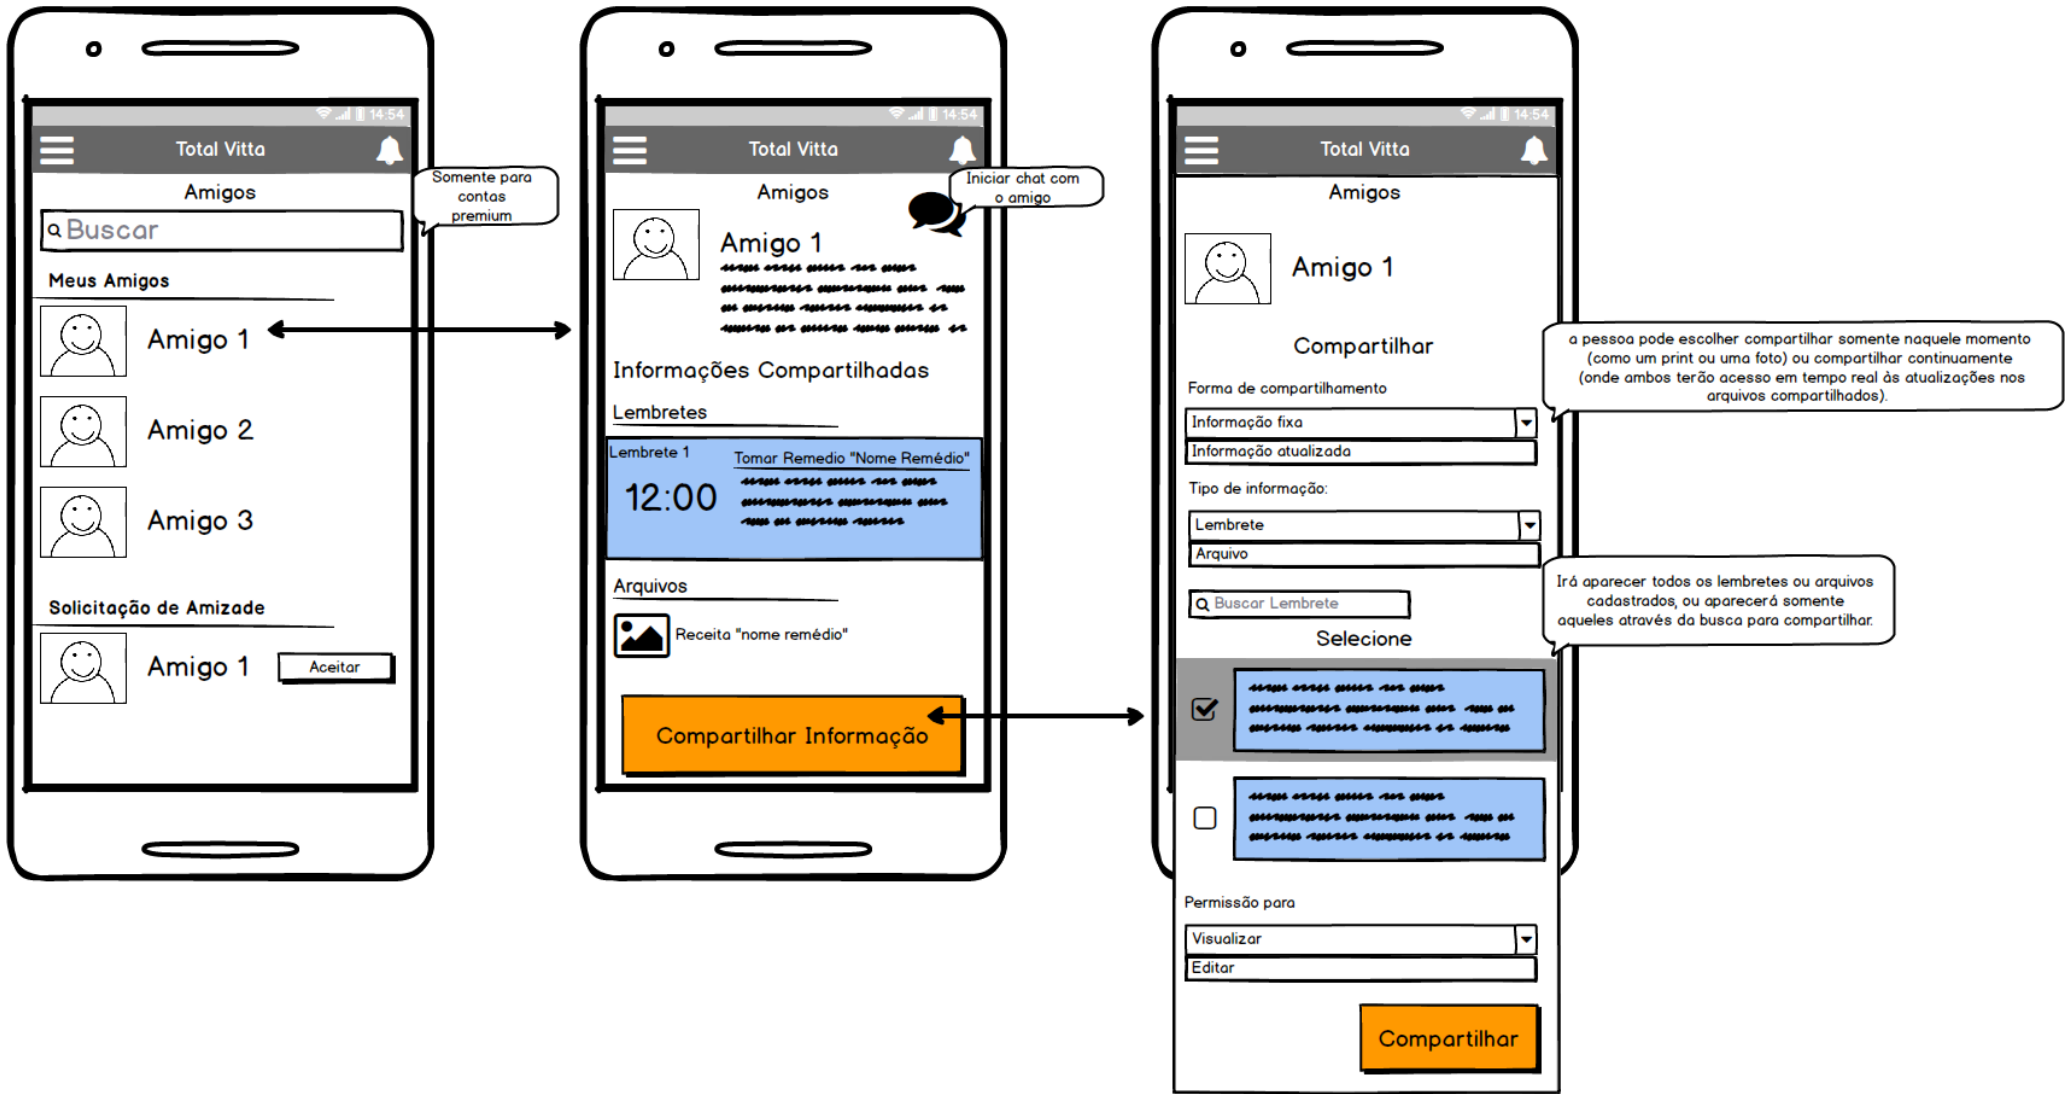 14:54
Total Vitta
Amigos
Buscar
Meus Amigos
Amigo 1
Amigo 2
Amigo 3
Solicitação de Amizade
Amigo 1
Aceitar
Somente para
contas
premium
14:54
Total Vitta
Amigos
Iniciar chat com
o amigo
Amigo 1
Informações Compartilhadas
Lembretes
Lembrete 1
Tomar Remedio "Nome Remédio"
12:00
Arquivos
Receita "nome remédio"
Compartilhar Informação
14:54
Total Vitta
Amigos
Amigo 1
Compartilhar
Forma de compartilhamento
Informação fixa
Informação atualizada
Tipo de informação:
Lembrete
Arquivo
Buscar Lembrete
Selecione
Permissão para
Visualizar
Editar
Compartilhar
a pessoa pode escolher compartilhar somente naquele momento
(como um print ou uma foto) ou compartilhar continuamente
(onde ambos terão acesso em tempo real às atualizações nos
arquivos compartilhados).
Irá aparecer todos os lembretes ou arquivos
cadastrados, ou aparecerá somente
aqueles através da busca para compartilhar.